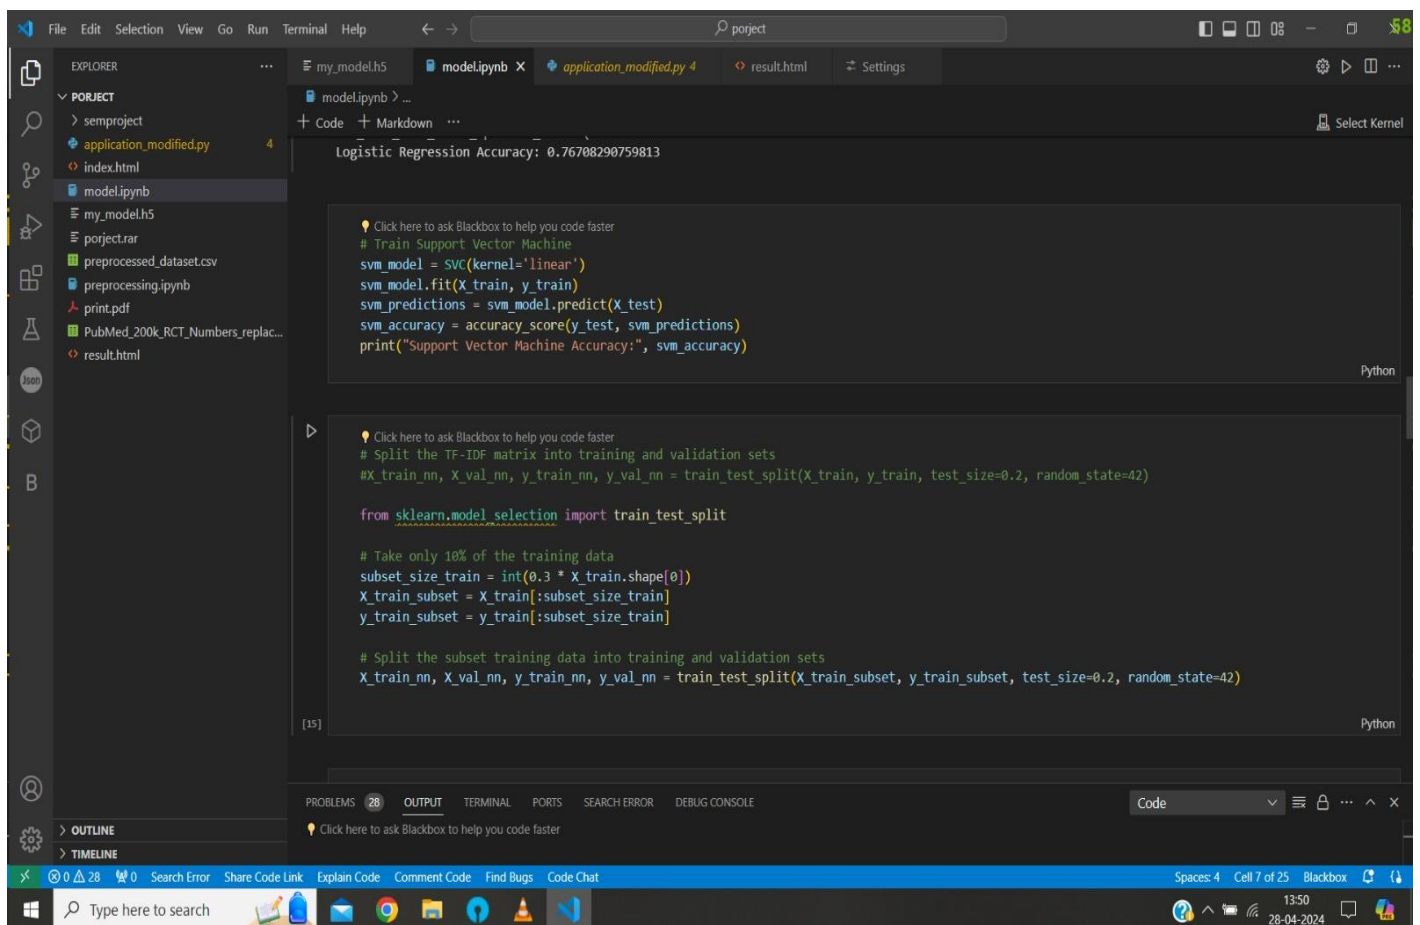 File Edit Selection View Go Run Terminal Help
porject
58
EXPLORER
PORJECT
semproject
application_modified.py 4
index.html
model.ipynb
my_model.h5
porject.rar
preprocessed_dataset.csv
preprocessing.ipynb
print.pdf
PubMed_200k_RCT_Numbers_replac...
result.html
OUTLINE
TIMELINE
Json
B
my_model.h5 model.ipynb application_modified.py 4 result.html Settings
model.ipynb > ...
+ Code + Markdown ...
Select Kernel
Logistic Regression Accuracy: 0.76708290759813
Click here to ask Blackbox to help you code faster
# Train Support Vector Machine
svm_model = SVC(kernel='linear')
svm_model.fit(X_train, y_train)
svm_predictions = svm_model.predict(X_test)
svm_accuracy = accuracy_score(y_test, svm_predictions)
print("Support Vector Machine Accuracy:", svm_accuracy)
Python
Click here to ask Blackbox to help you code faster
# Split the TF-IDF matrix into training and validation sets
#X_train_nn, X_val_nn, y_train_nn, y_val_nn = train_test_split(X_train, y_train, test_size=0.2, random_state=42)
from sklearn.model_selection import train_test_split
# Take only 10% of the training data
subset_size_train = int(0.3 * X_train.shape[0])
X_train_subset = X_train[:subset_size_train]
y_train_subset = y_train[:subset_size_train]
# Split the subset training data into training and validation sets
X_train_nn, X_val_nn, y_train_nn, y_val_nn = train_test_split(X_train_subset, y_train_subset, test_size=0.2, random_state=42)
[15]
Python
PROBLEMS 28 OUTPUT TERMINAL PORTS SEARCH ERROR DEBUG CONSOLE
Code
Click here to ask Blackbox to help you code faster
0 28 0 Search Error Share Code Link Explain Code Comment Code Find Bugs Code Chat
Spaces: 4 Cell 7 of 25 Blackbox
Type here to search
13:50
28-04-2024